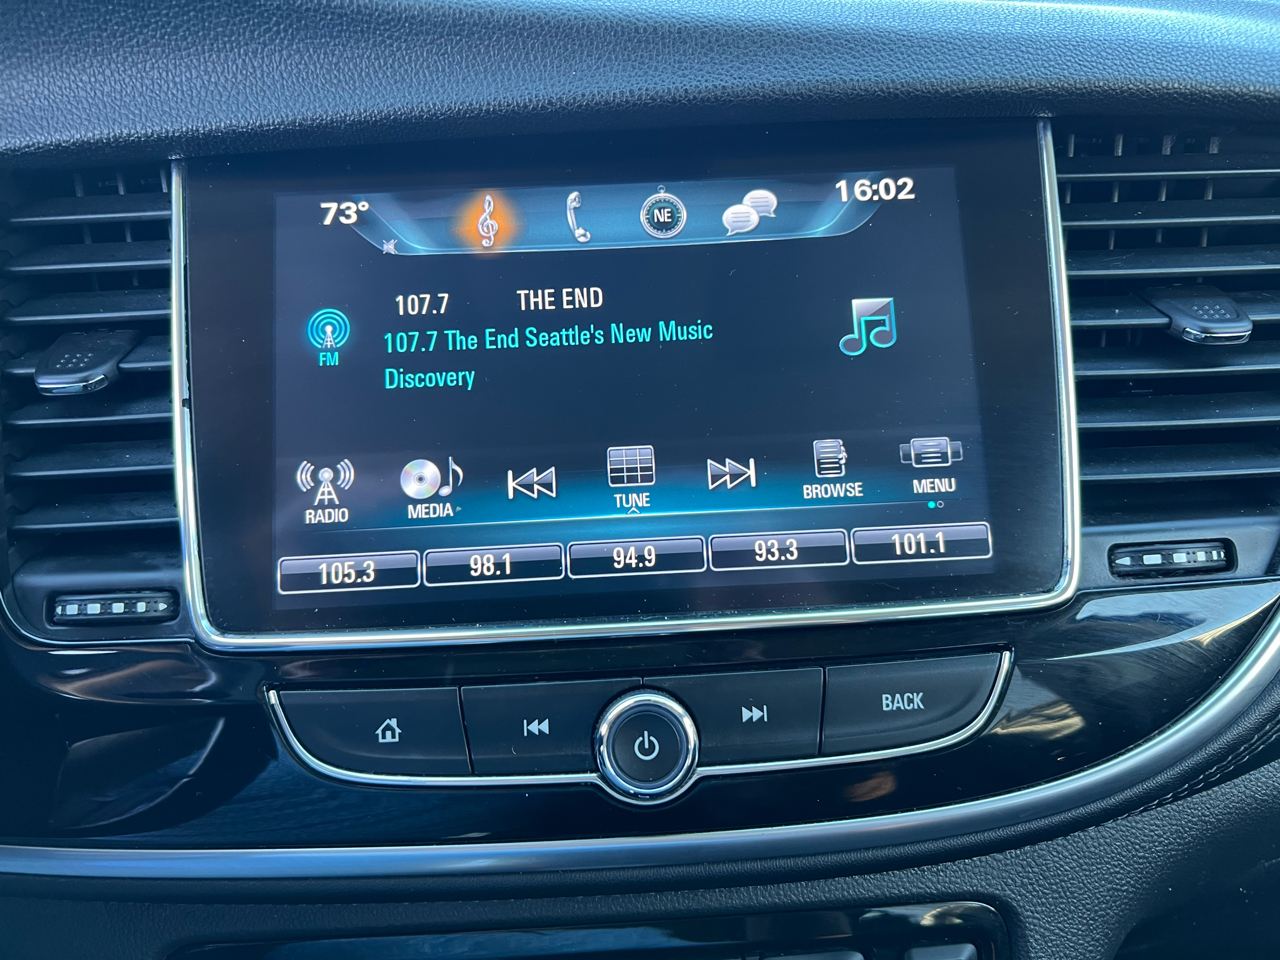 73° NE 16:02
107.7 THE END
FM
107.7 The End Seattle's New Music
Discovery
RADIO MEDIA TUNE BROWSE MENU
105.3 98.1 94.9 93.3 101.1
BACK